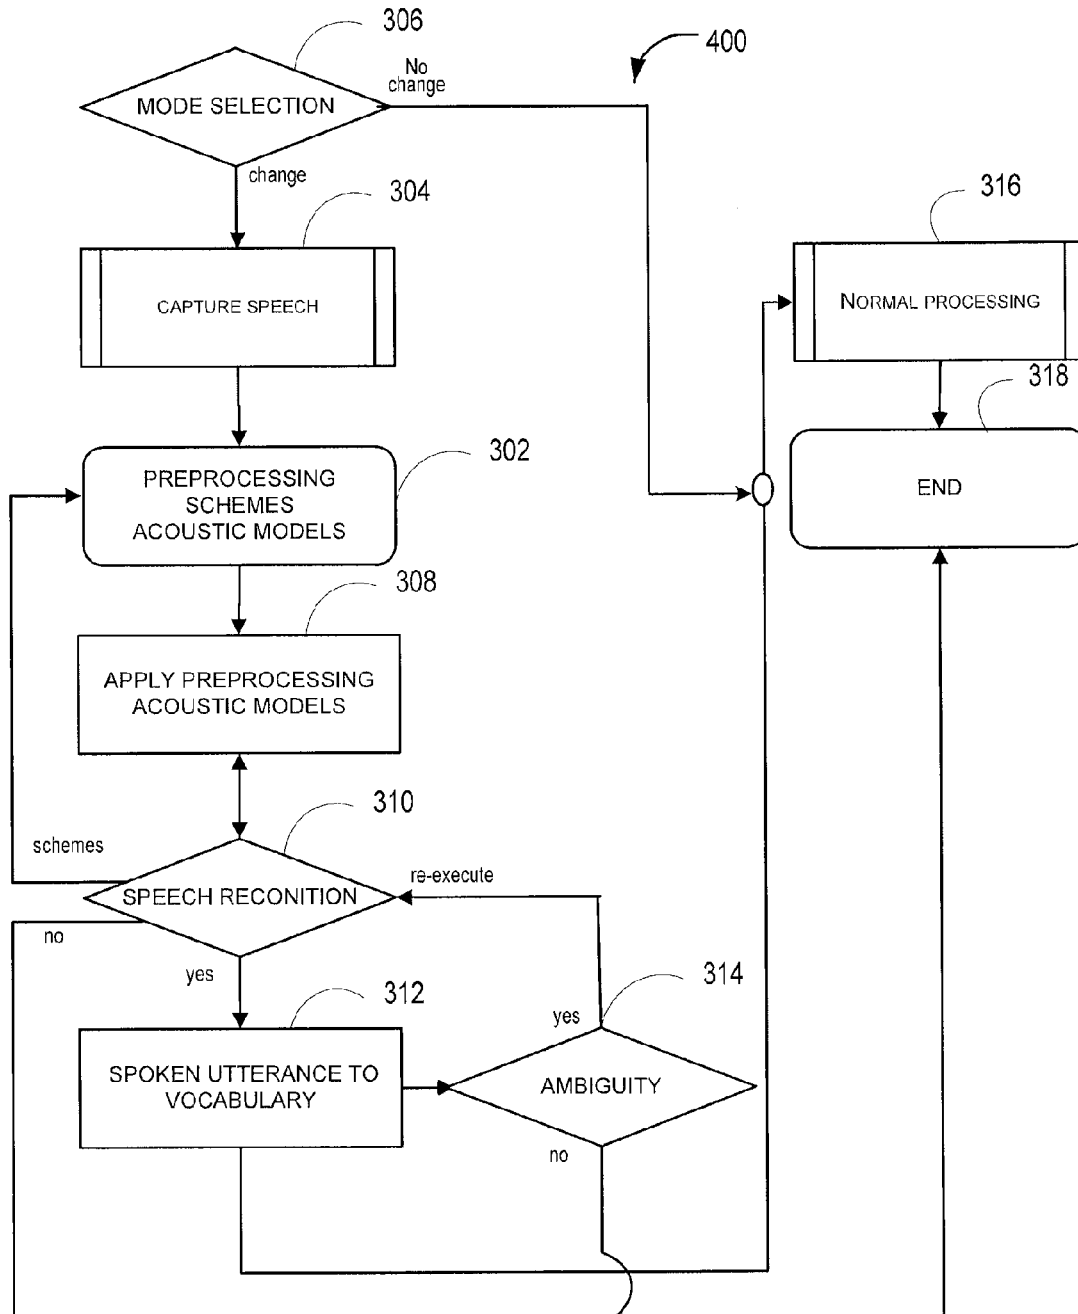 306
400
No
change
MODE SELECTION
change
304
316
CAPTURE SPEECH
NORMAL PROCESSING
318
302
PREPROCESSING
SCHEMES
ACOUSTIC MODELS
END
308
APPLY PREPROCESSING
ACOUSTIC MODELS
310
schemes
re-execute
SPEECH RECONITION
no
yes
312
314
yes
SPOKEN UTTERANCE TO
VOCABULARY
AMBIGUITY
no